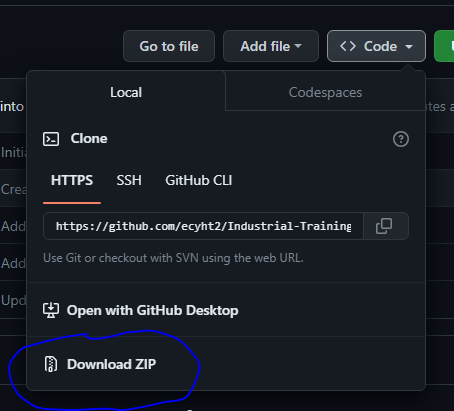 Go to file Add file Code
into
Local Codespaces
ates a
Clone
Initia
HTTPS SSH GitHub CLI
Crea
https://github.com/ecyht2/Industrial-Training
Add
Use Git or checkout with SVN using the web URL.
Add
Upd
Open with GitHub Desktop
Download ZIP